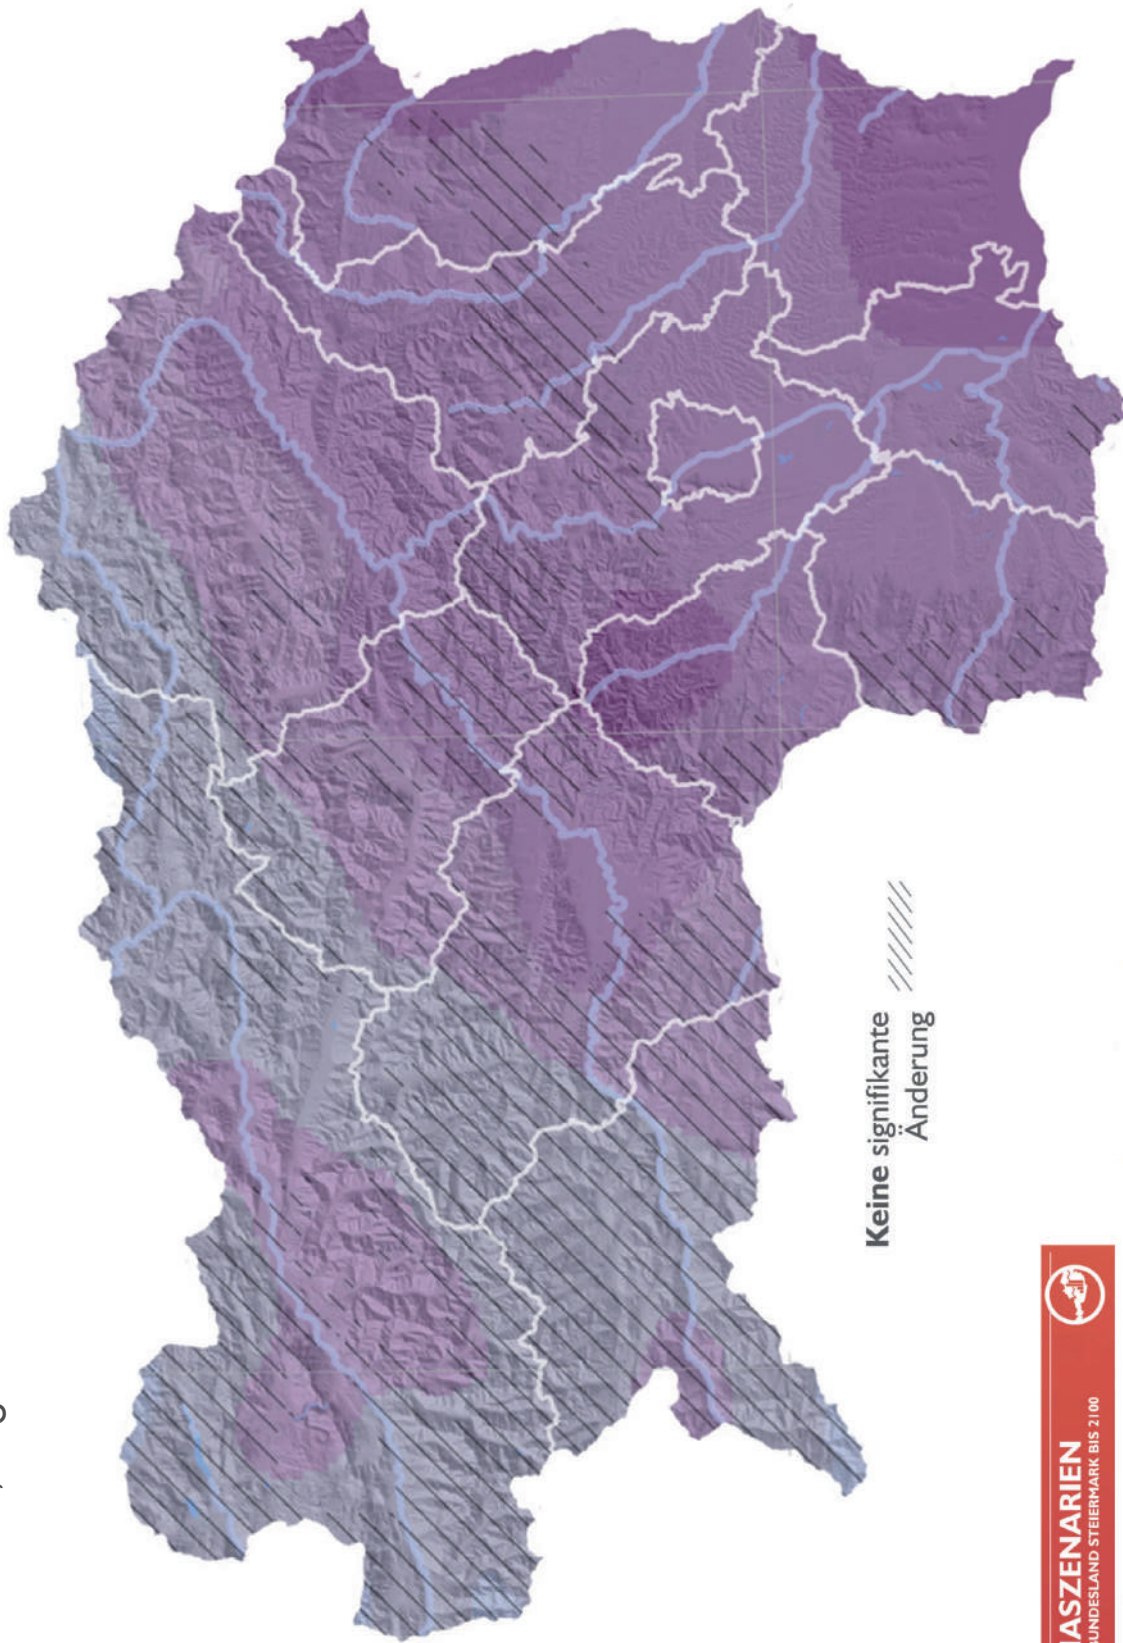 Keine signifikante
Änderung
ASZENARIEN
UNDESLAND STEIERMARK BIS 2100